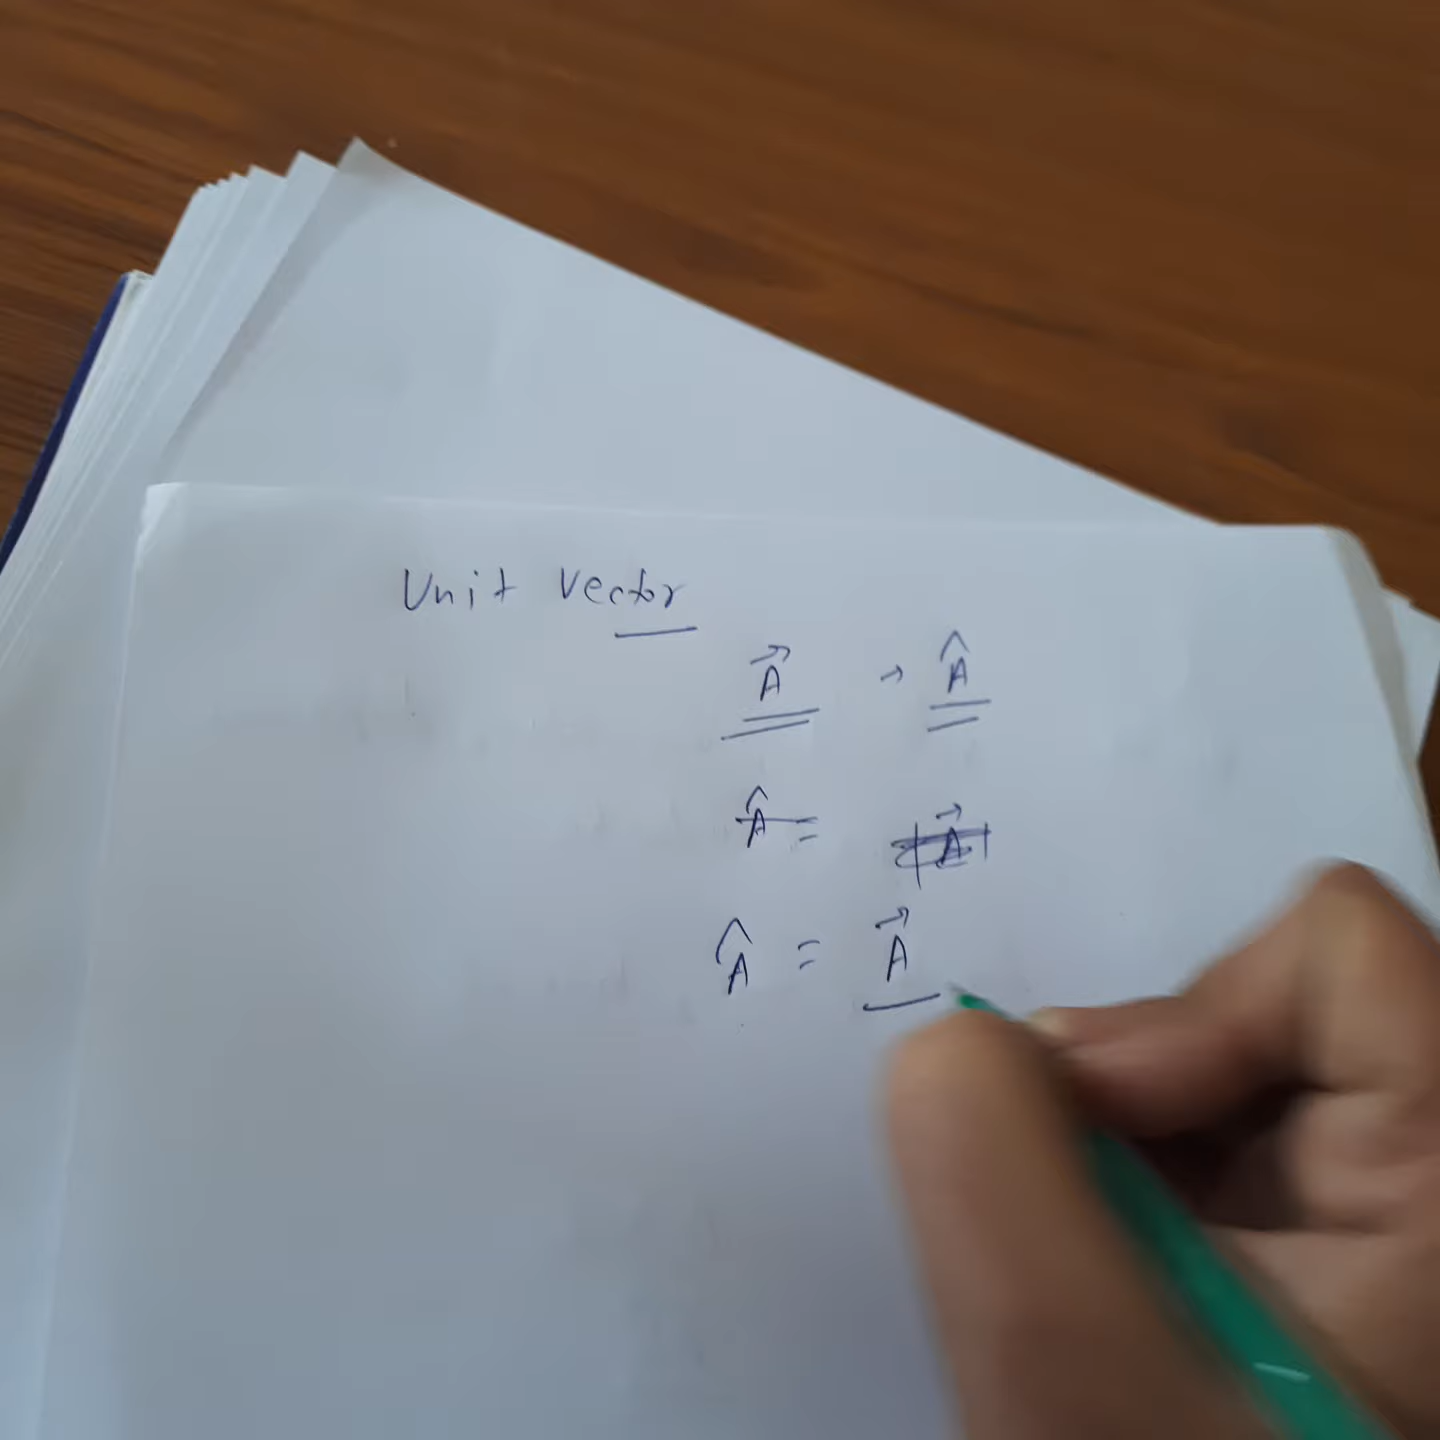 Unit Vector
A⃗ → Â
Â =
|A⃗|
Â = A⃗